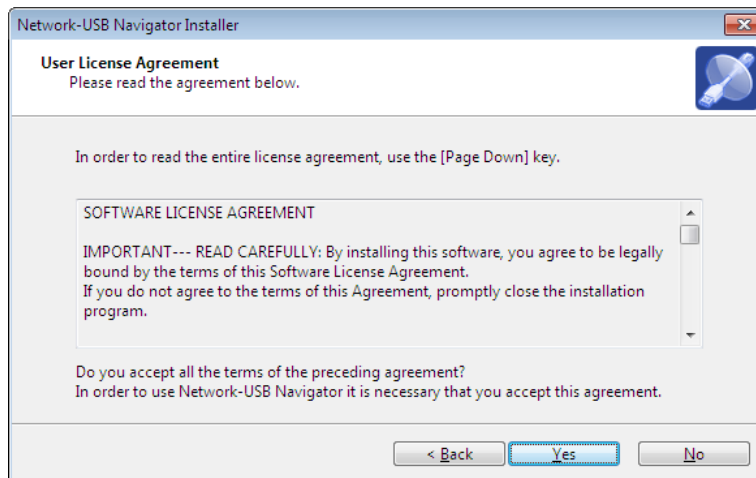 Network-USB Navigator Installer
User License Agreement
Please read the agreement below.
In order to read the entire license agreement, use the [Page Down] key.
SOFTWARE LICENSE AGREEMENT
IMPORTANT--- READ CAREFULLY: By installing this software, you agree to be legally
bound by the terms of this Software License Agreement.
If you do not agree to the terms of this Agreement, promptly close the installation
program.
Do you accept all the terms of the preceding agreement?
In order to use Network-USB Navigator it is necessary that you accept this agreement.
< Back Yes No